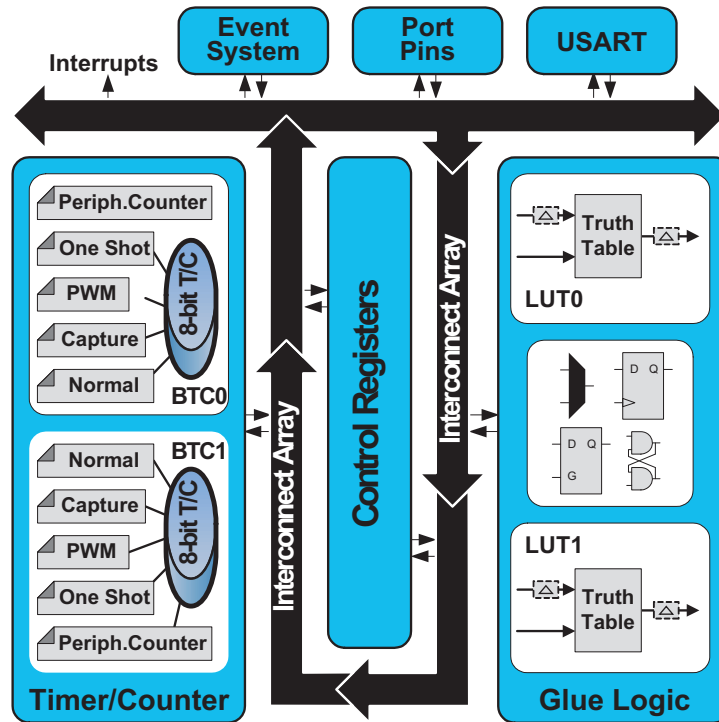 Event
System
Port
Pins
USART
Interrupts
Periph.Counter
One Shot
PWM
Capture
Normal
8-bit T/C
BTC0
BTC1
Normal
Capture
PWM
One Shot
Periph.Counter
8-bit T/C
Timer/Counter
Interconnect Array
Control Registers
Interconnect Array
Truth
Table
LUT0
D Q
D Q
G
LUT1
Truth
Table
Glue Logic